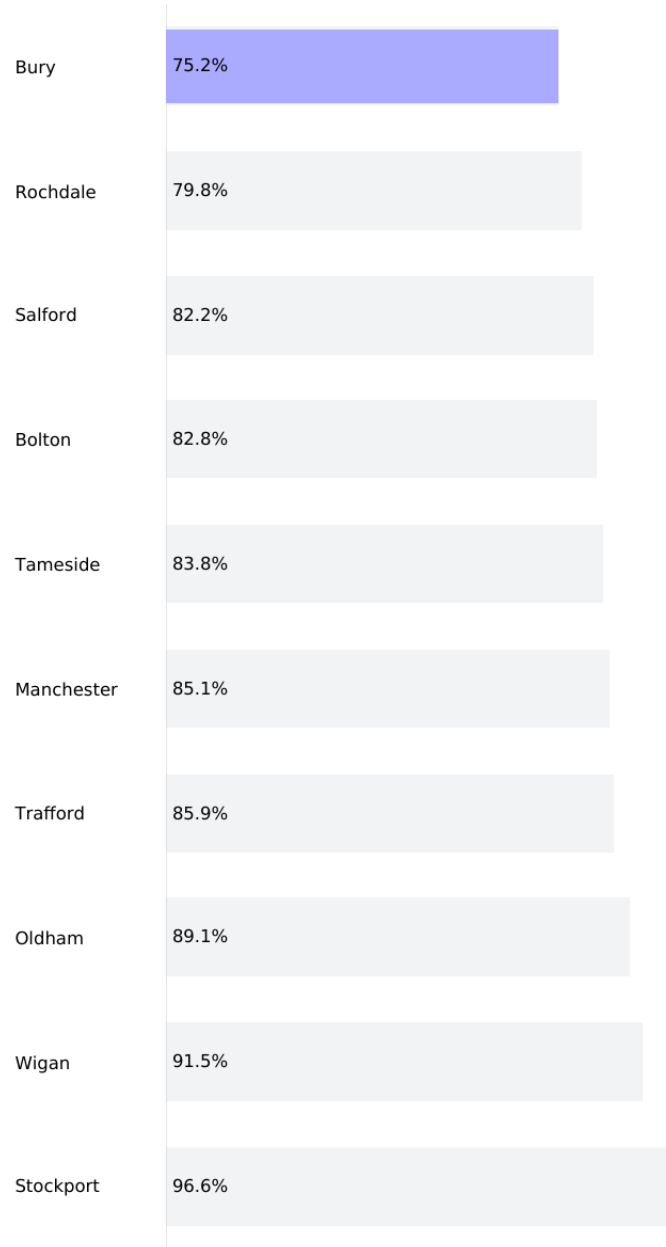 Bury 75.2%
Rochdale 79.8%
Salford 82.2%
Bolton 82.8%
Tameside 83.8%
Manchester 85.1%
Trafford 85.9%
Oldham 89.1%
Wigan 91.5%
Stockport 96.6%